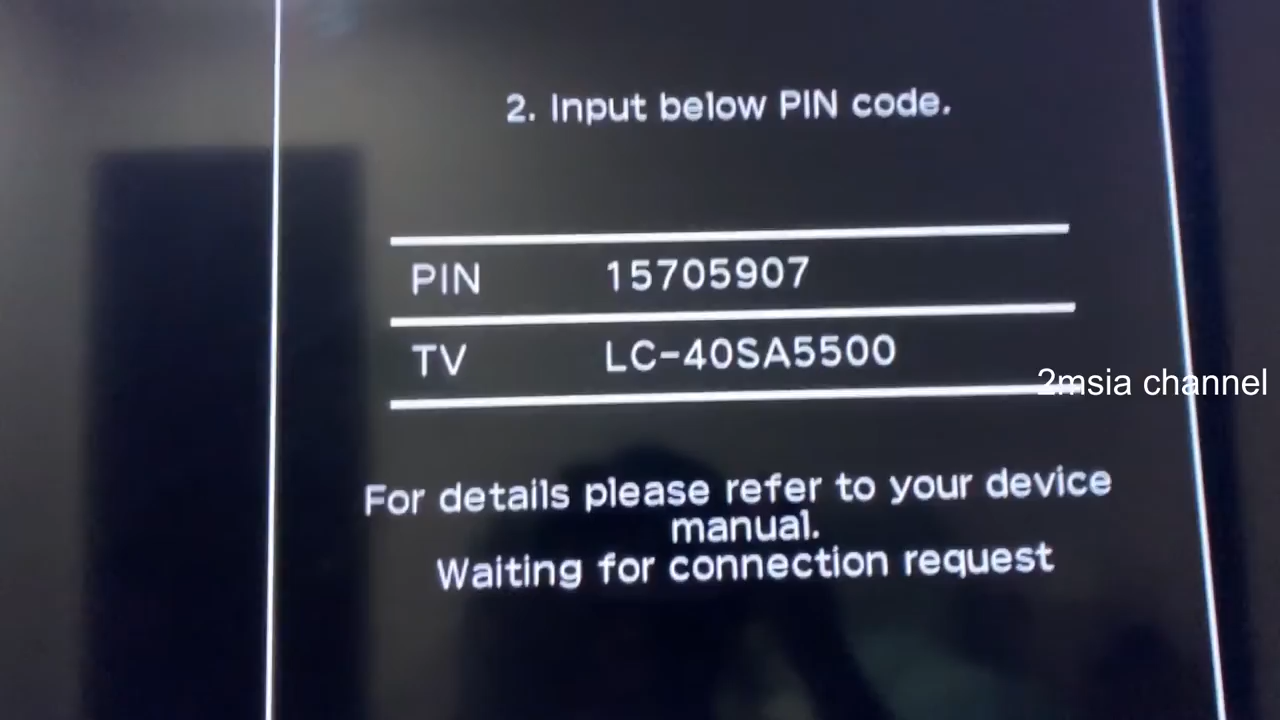 2. Input below PIN code.
PIN 15705907
TV LC-40SA5500
2msia channel
For details please refer to your device
manual.
Waiting for connection request